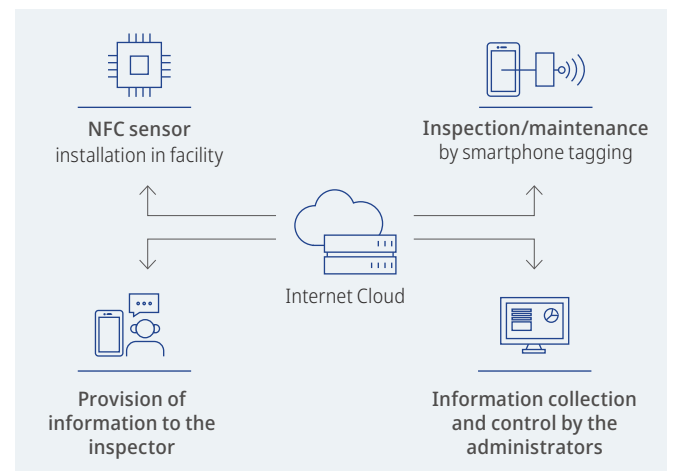 NFC sensor
installation in facility
Inspection/maintenance
by smartphone tagging
Internet Cloud
Provision of
information to the
inspector
Information collection
and control by the
administrators